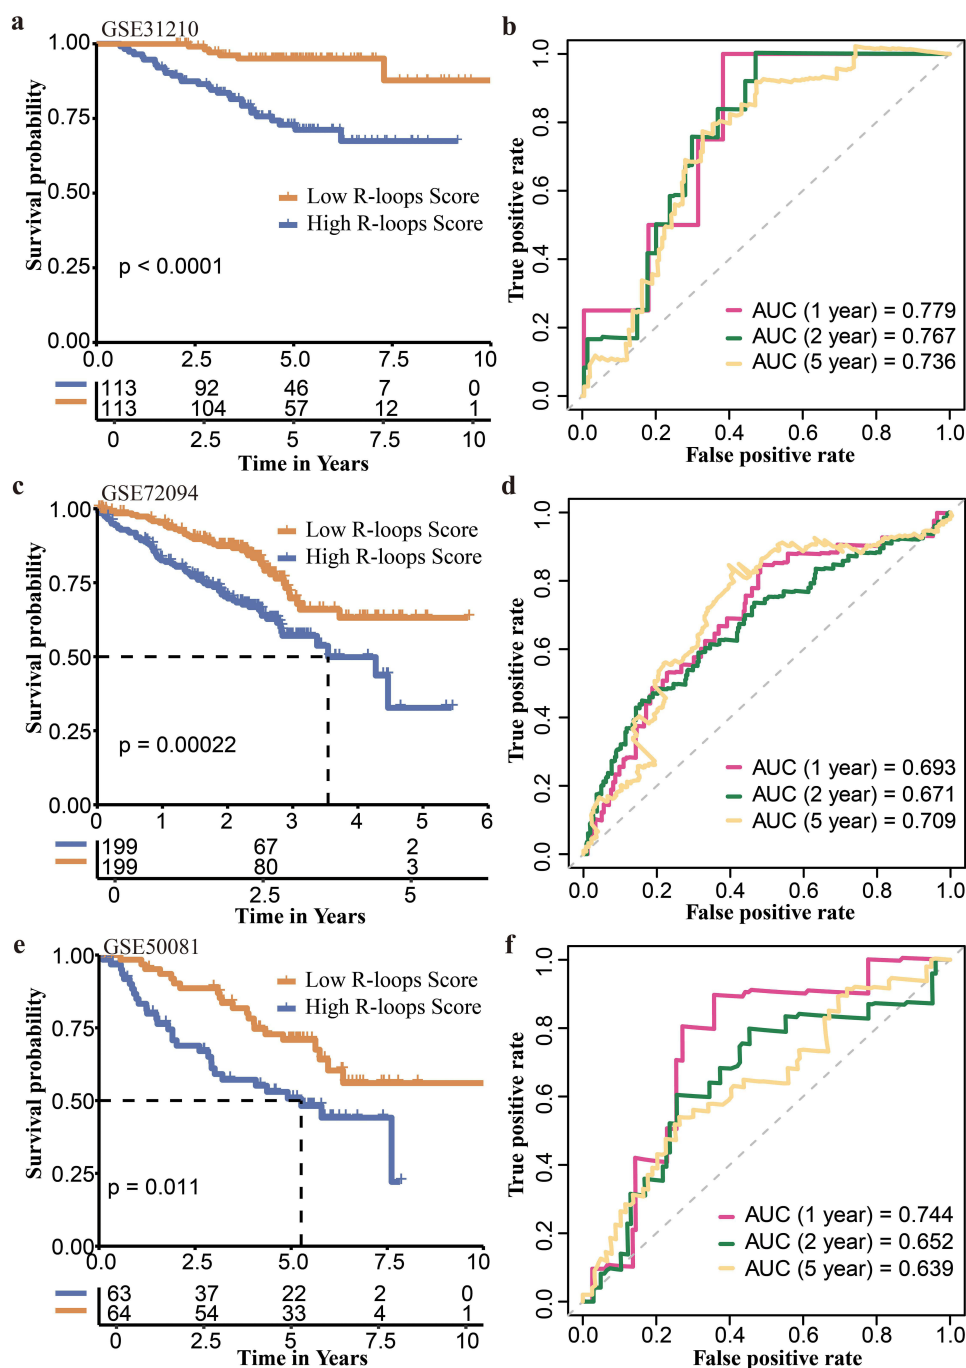 a
GSE31210
1.00
0.75
0.50
0.25
0.00
Survival probability
Low R-loops Score
High R-loops Score
p < 0.0001
0.0 2.5 5.0 7.5 10
113 92 46 7 0
113 104 57 12 1
0 2.5 5 7.5 10
Time in Years
b
1.0
0.8
0.6
0.4
0.2
0.0
True positive rate
AUC (1 year) = 0.779
AUC (2 year) = 0.767
AUC (5 year) = 0.736
0.0 0.2 0.4 0.6 0.8 1.0
False positive rate
c
GSE72094
1.00
0.75
0.50
0.25
0.00
Survival probability
Low R-loops Score
High R-loops Score
p = 0.00022
0 1 2 3 4 5 6
199 67 2
199 80 3
0 2.5 5
Time in Years
d
1.0
0.8
0.6
0.4
0.2
0.0
True positive rate
AUC (1 year) = 0.693
AUC (2 year) = 0.671
AUC (5 year) = 0.709
0.0 0.2 0.4 0.6 0.8 1.0
False positive rate
e
GSE50081
1.00
0.75
0.50
0.25
0.00
Survival probability
Low R-loops Score
High R-loops Score
p = 0.011
0.0 2.5 5.0 7.5 10
63 37 22 2 0
64 54 33 4 1
0 2.5 5 7.5 10
Time in Years
f
1.0
0.8
0.6
0.4
0.2
0.0
True positive rate
AUC (1 year) = 0.744
AUC (2 year) = 0.652
AUC (5 year) = 0.639
0.0 0.2 0.4 0.6 0.8 1.0
False positive rate